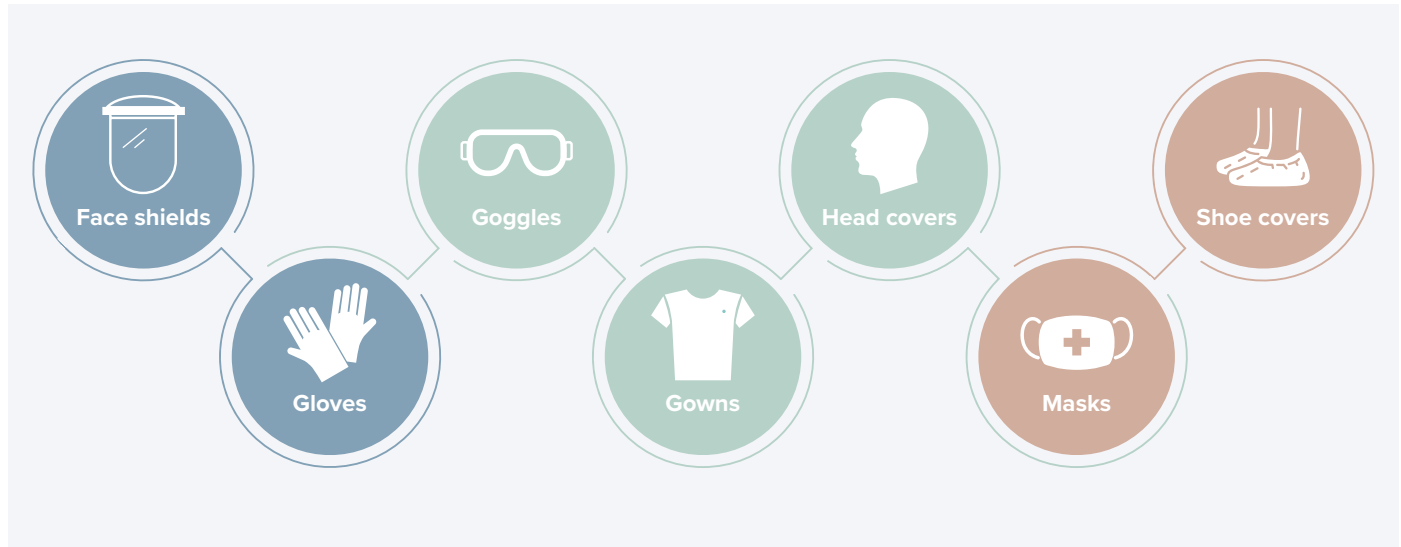 Face shields
Gloves
Goggles
Gowns
Head covers
Masks
Shoe covers